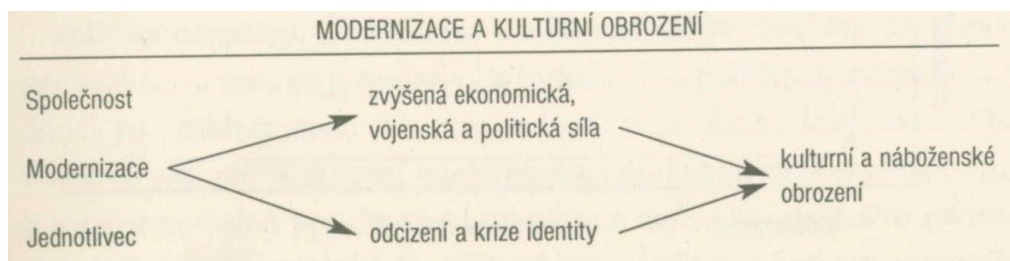 MODERNIZACE A KULTURNÍ OBROZENÍ
Společnost
zvýšená ekonomická,
vojenská a politická síla
Modernizace
kulturní a náboženské
obrození
Jednotlivec
odcizení a krize identity